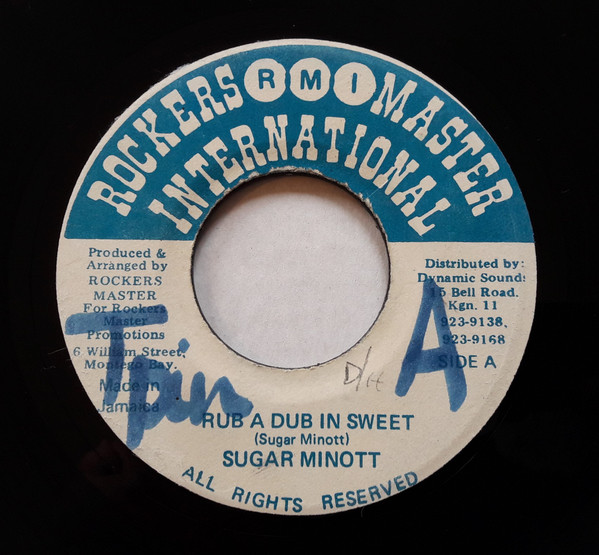 ROCKERS RMI MASTER
INTERNATIONAL
Produced &
Arranged by
ROCKERS
MASTER
For Rockers
Master
Promotions
6 William Street,
Montego Bay.
Made in
Jamaica
Distributed by:
Dynamic Sounds
15 Bell Road.
Kgn. 11
923-9138,
923-9168
SIDE A
A
RUB A DUB IN SWEET
(Sugar Minott)
SUGAR MINOTT
ALL RIGHTS RESERVED